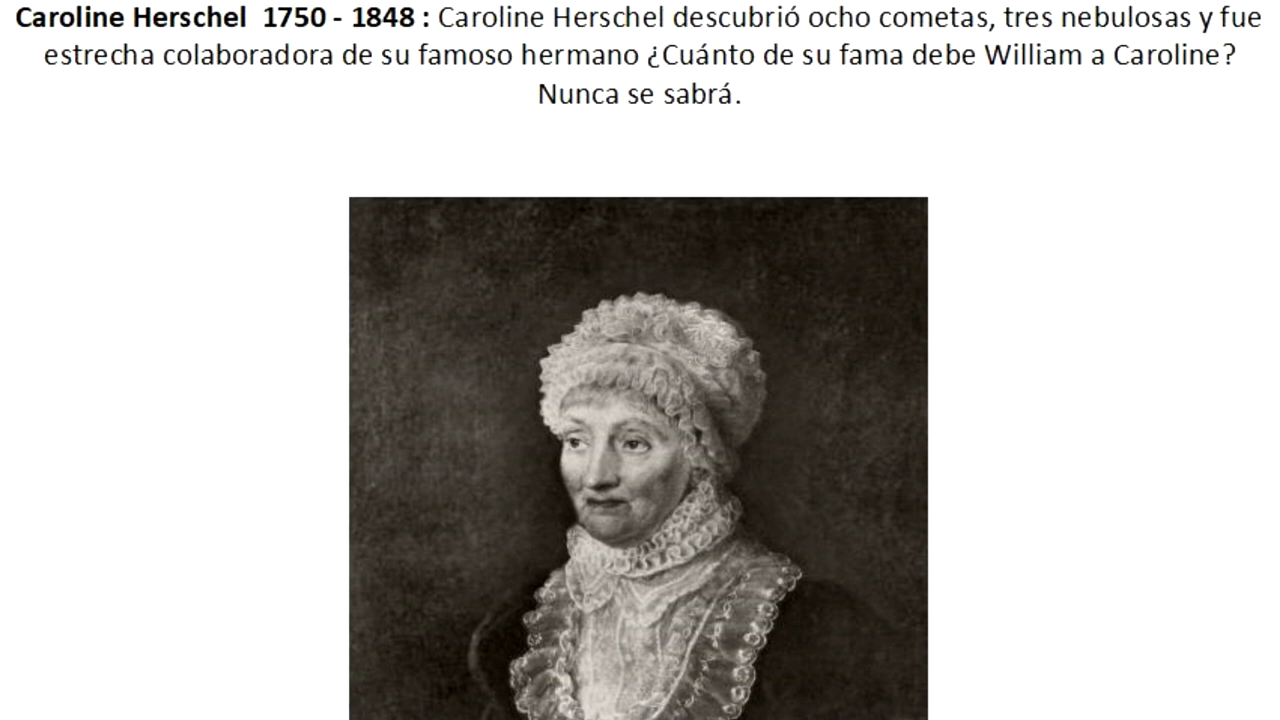 Caroline Herschel  1750 - 1848 : Caroline Herschel descubrió ocho cometas, tres nebulosas y fue
estrecha colaboradora de su famoso hermano ¿Cuánto de su fama debe William a Caroline?
Nunca se sabrá.